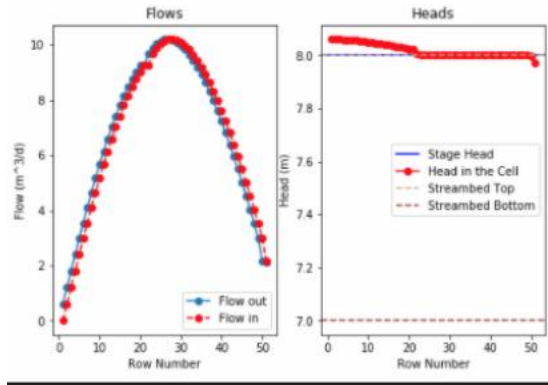 Flows
Flow (m^3/d)
10
8
6
4
2
0
Flow out
Flow in
0 10 20 30 40 50
Row Number
Heads
Head (m)
8.0
7.8
7.6
7.4
7.2
7.0
Stage Head
Head in the Cell
Streambed Top
Streambed Bottom
0 10 20 30 40 50
Row Number